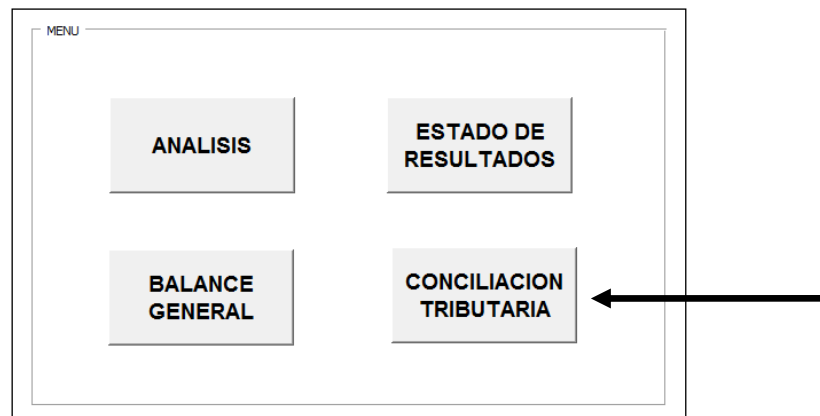 MENU
ANALISIS
ESTADO DE
RESULTADOS
BALANCE
GENERAL
CONCILIACION
TRIBUTARIA